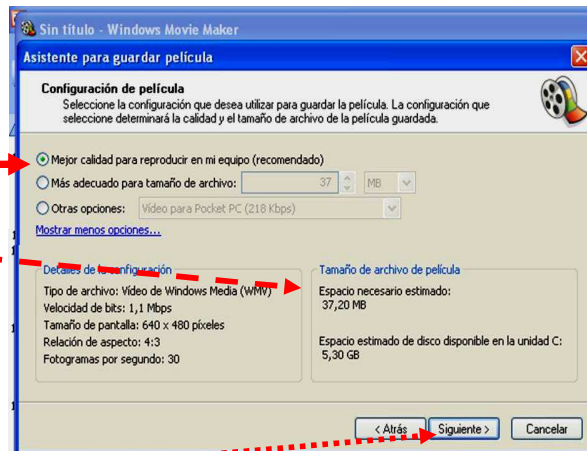 Sin título - Windows Movie Maker
Asistente para guardar película
Configuración de película
Seleccione la configuración que desea utilizar para guardar la película. La configuración que
seleccione determinará la calidad y el tamaño de archivo de la película guardada.
Mejor calidad para reproducir en mi equipo (recomendado)
Más adecuado para tamaño de archivo: 37 MB
Otras opciones: Vídeo para Pocket PC (218 Kbps)
Mostrar menos opciones...
Detalles de la configuración
Tipo de archivo: Vídeo de Windows Media (WMV)
Velocidad de bits: 1,1 Mbps
Tamaño de pantalla: 640 x 480 píxeles
Relación de aspecto: 4:3
Fotogramas por segundo: 30
Tamaño de archivo de película
Espacio necesario estimado:
37,20 MB
Espacio estimado de disco disponible en la unidad C:
5,30 GB
< Atrás Siguiente > Cancelar